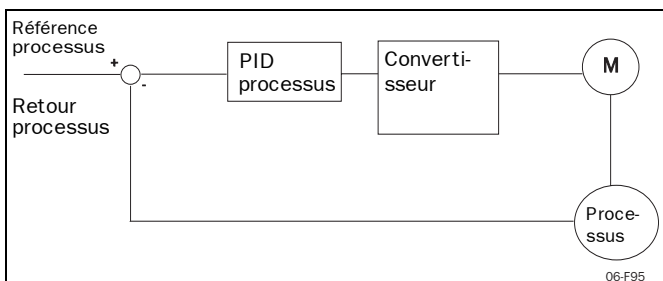 Référence
processus
+
-
Retour
processus
PID
processus
Converti-
sseur
M
Proce-
ssus
06-F95